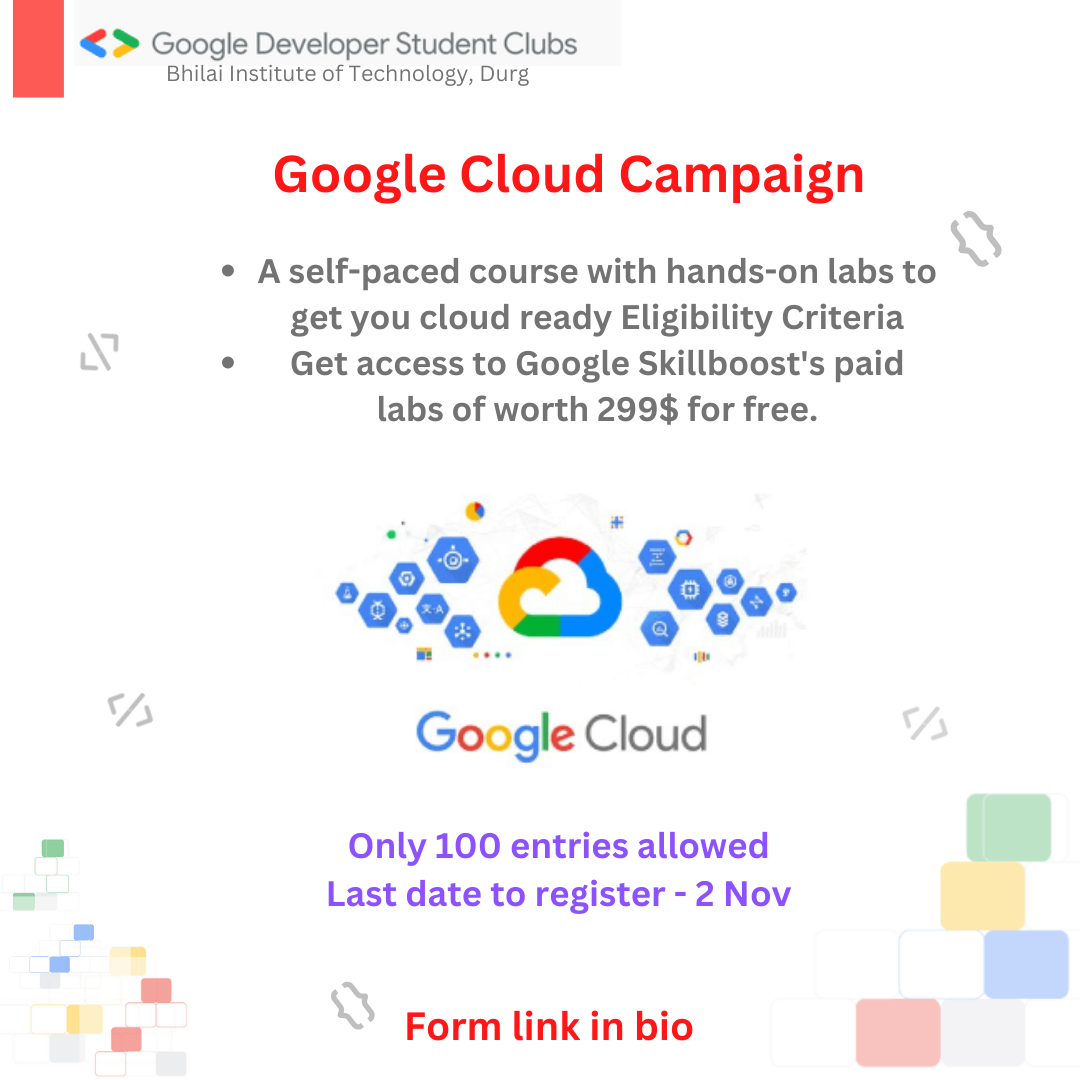 Google Developer Student Clubs
Bhilai Institute of Technology, Durg
Google Cloud Campaign
• A self-paced course with hands-on labs to
get you cloud ready Eligibility Criteria
• Get access to Google Skillboost's paid
labs of worth 299$ for free.
文-A
Google Cloud
Only 100 entries allowed
Last date to register - 2 Nov
Form link in bio